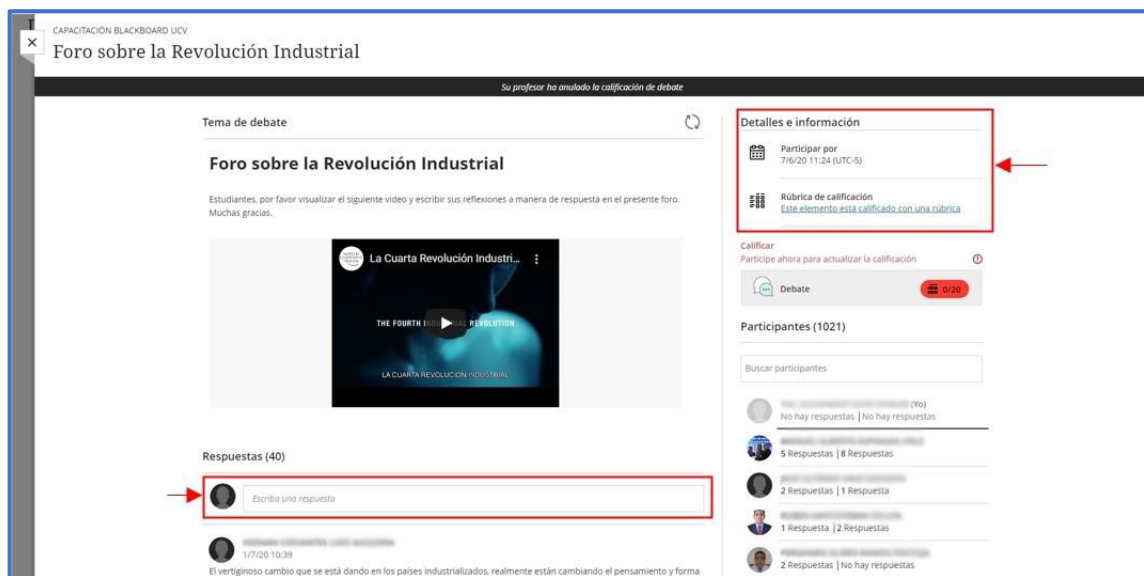 CAPACITACIÓN BLACKBOARD UCV
Foro sobre la Revolución Industrial
Su profesor ha anulado la calificación de debate
Tema de debate
Foro sobre la Revolución Industrial
Estudiantes, por favor visualizar el siguiente video y escribir sus reflexiones a manera de respuesta en el presente foro.
Muchas gracias.
La Cuarta Revolución Industri...
THE FOURTH INDUSTRIAL REVOLUTION
LA CUARTA REVOLUCIÓN INDUSTRIAL
Respuestas (40)
Escriba una respuesta
1/7/20 10:39
El vertiginoso cambio que se está dando en los países industrializados, realmente están cambiando el pensamiento y forma
Detalles e información
Participar por
7/6/20 11:24 (UTC-5)
Rúbrica de calificación
Este elemento está calificado con una rúbrica
Calificar
Participe ahora para actualizar la calificación
Debate
0/20
Participantes (1021)
Buscar participantes
(Yo)
No hay respuestas | No hay respuestas
5 Respuestas | 8 Respuestas
2 Respuestas | 1 Respuesta
1 Respuesta | 2 Respuestas
2 Respuestas | No hay respuestas